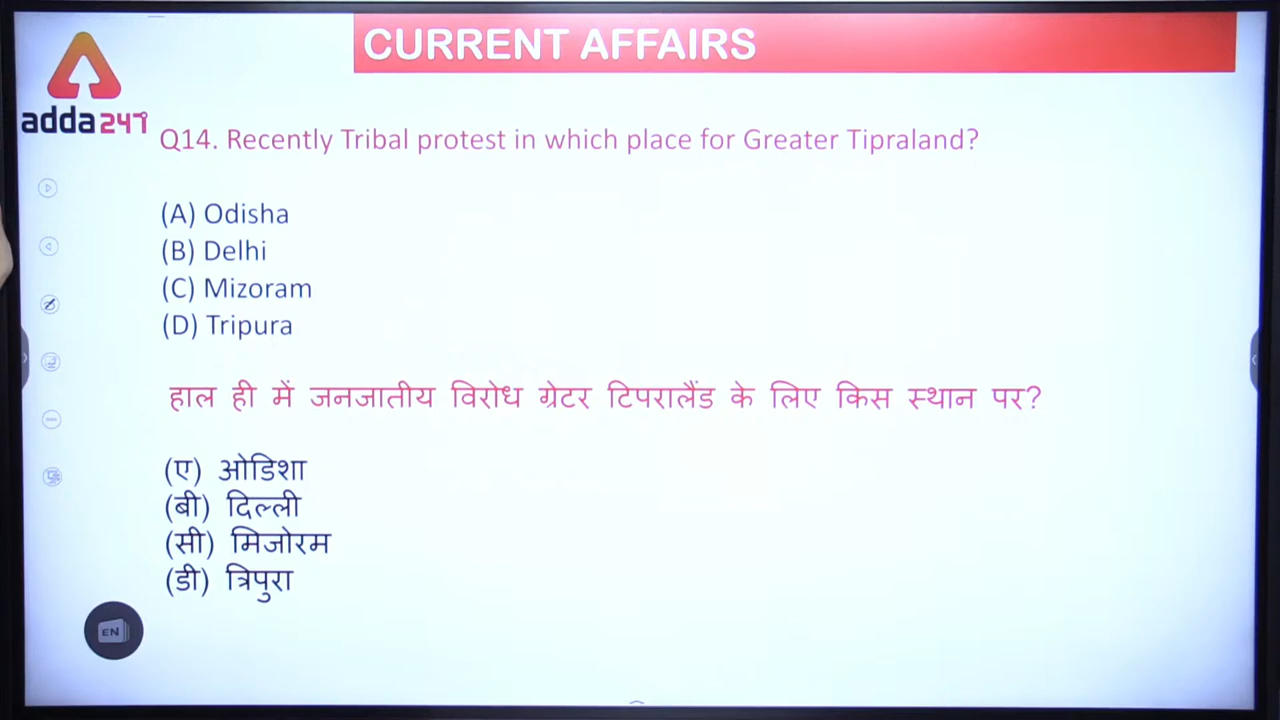 CURRENT AFFAIRS
adda247
Q14. Recently Tribal protest in which place for Greater Tipraland?
(A) Odisha
(B) Delhi
(C) Mizoram
(D) Tripura
हाल ही में जनजातीय विरोध ग्रेटर टिपरालैंड के लिए किस स्थान पर?
(ए) ओडिशा
(बी) दिल्ली
(सी) मिजोरम
(डी) त्रिपुरा
EN